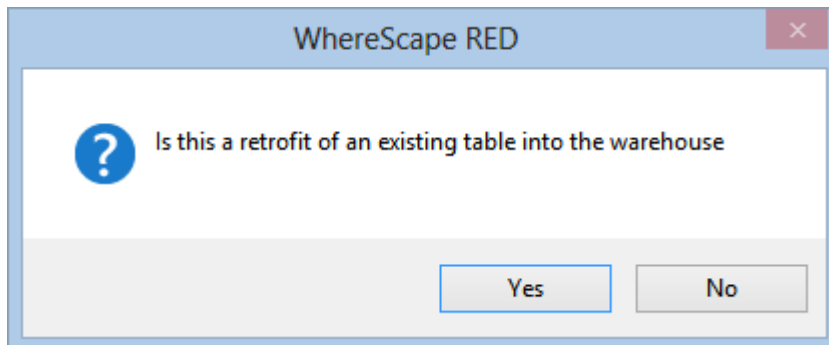 WhereScape RED
Is this a retrofit of an existing table into the warehouse
Yes
No